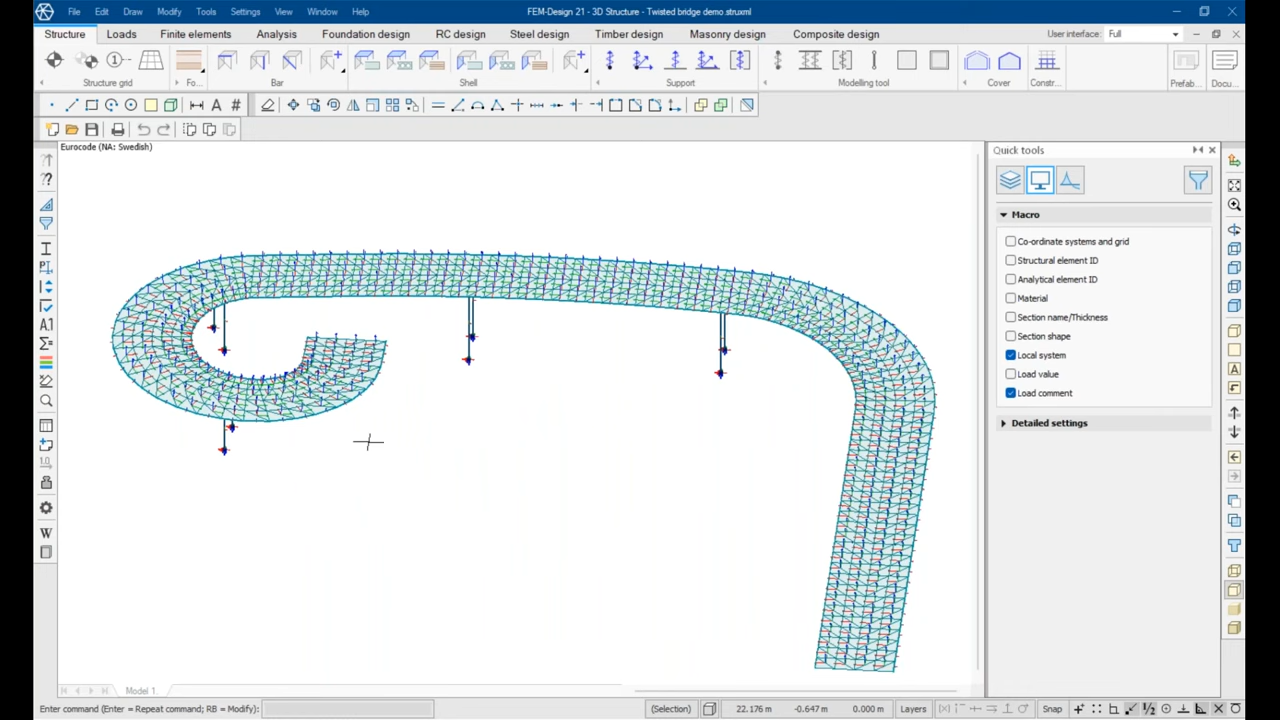 File Edit Draw Modify Tools Settings View Window Help
FEM-Design 21 - 3D Structure - Twisted bridge demo.struxml
Structure Loads Finite elements Analysis Foundation design RC design Steel design Timber design Masonry design Composite design
User interface: Full
Structure grid Fo... Bar Shell Support Modelling tool Cover Constr... Prefab... Docu...
Eurocode (NA: Swedish)
Quick tools
Macro
Co-ordinate systems and grid
Structural element ID
Analytical element ID
Material
Section name/Thickness
Section shape
Local system
Load value
Load comment
Detailed settings
Model 1.
Enter command (Enter = Repeat command; RB = Modify): (Selection) 22.176 m -0.647 m 0.000 m Layers Snap